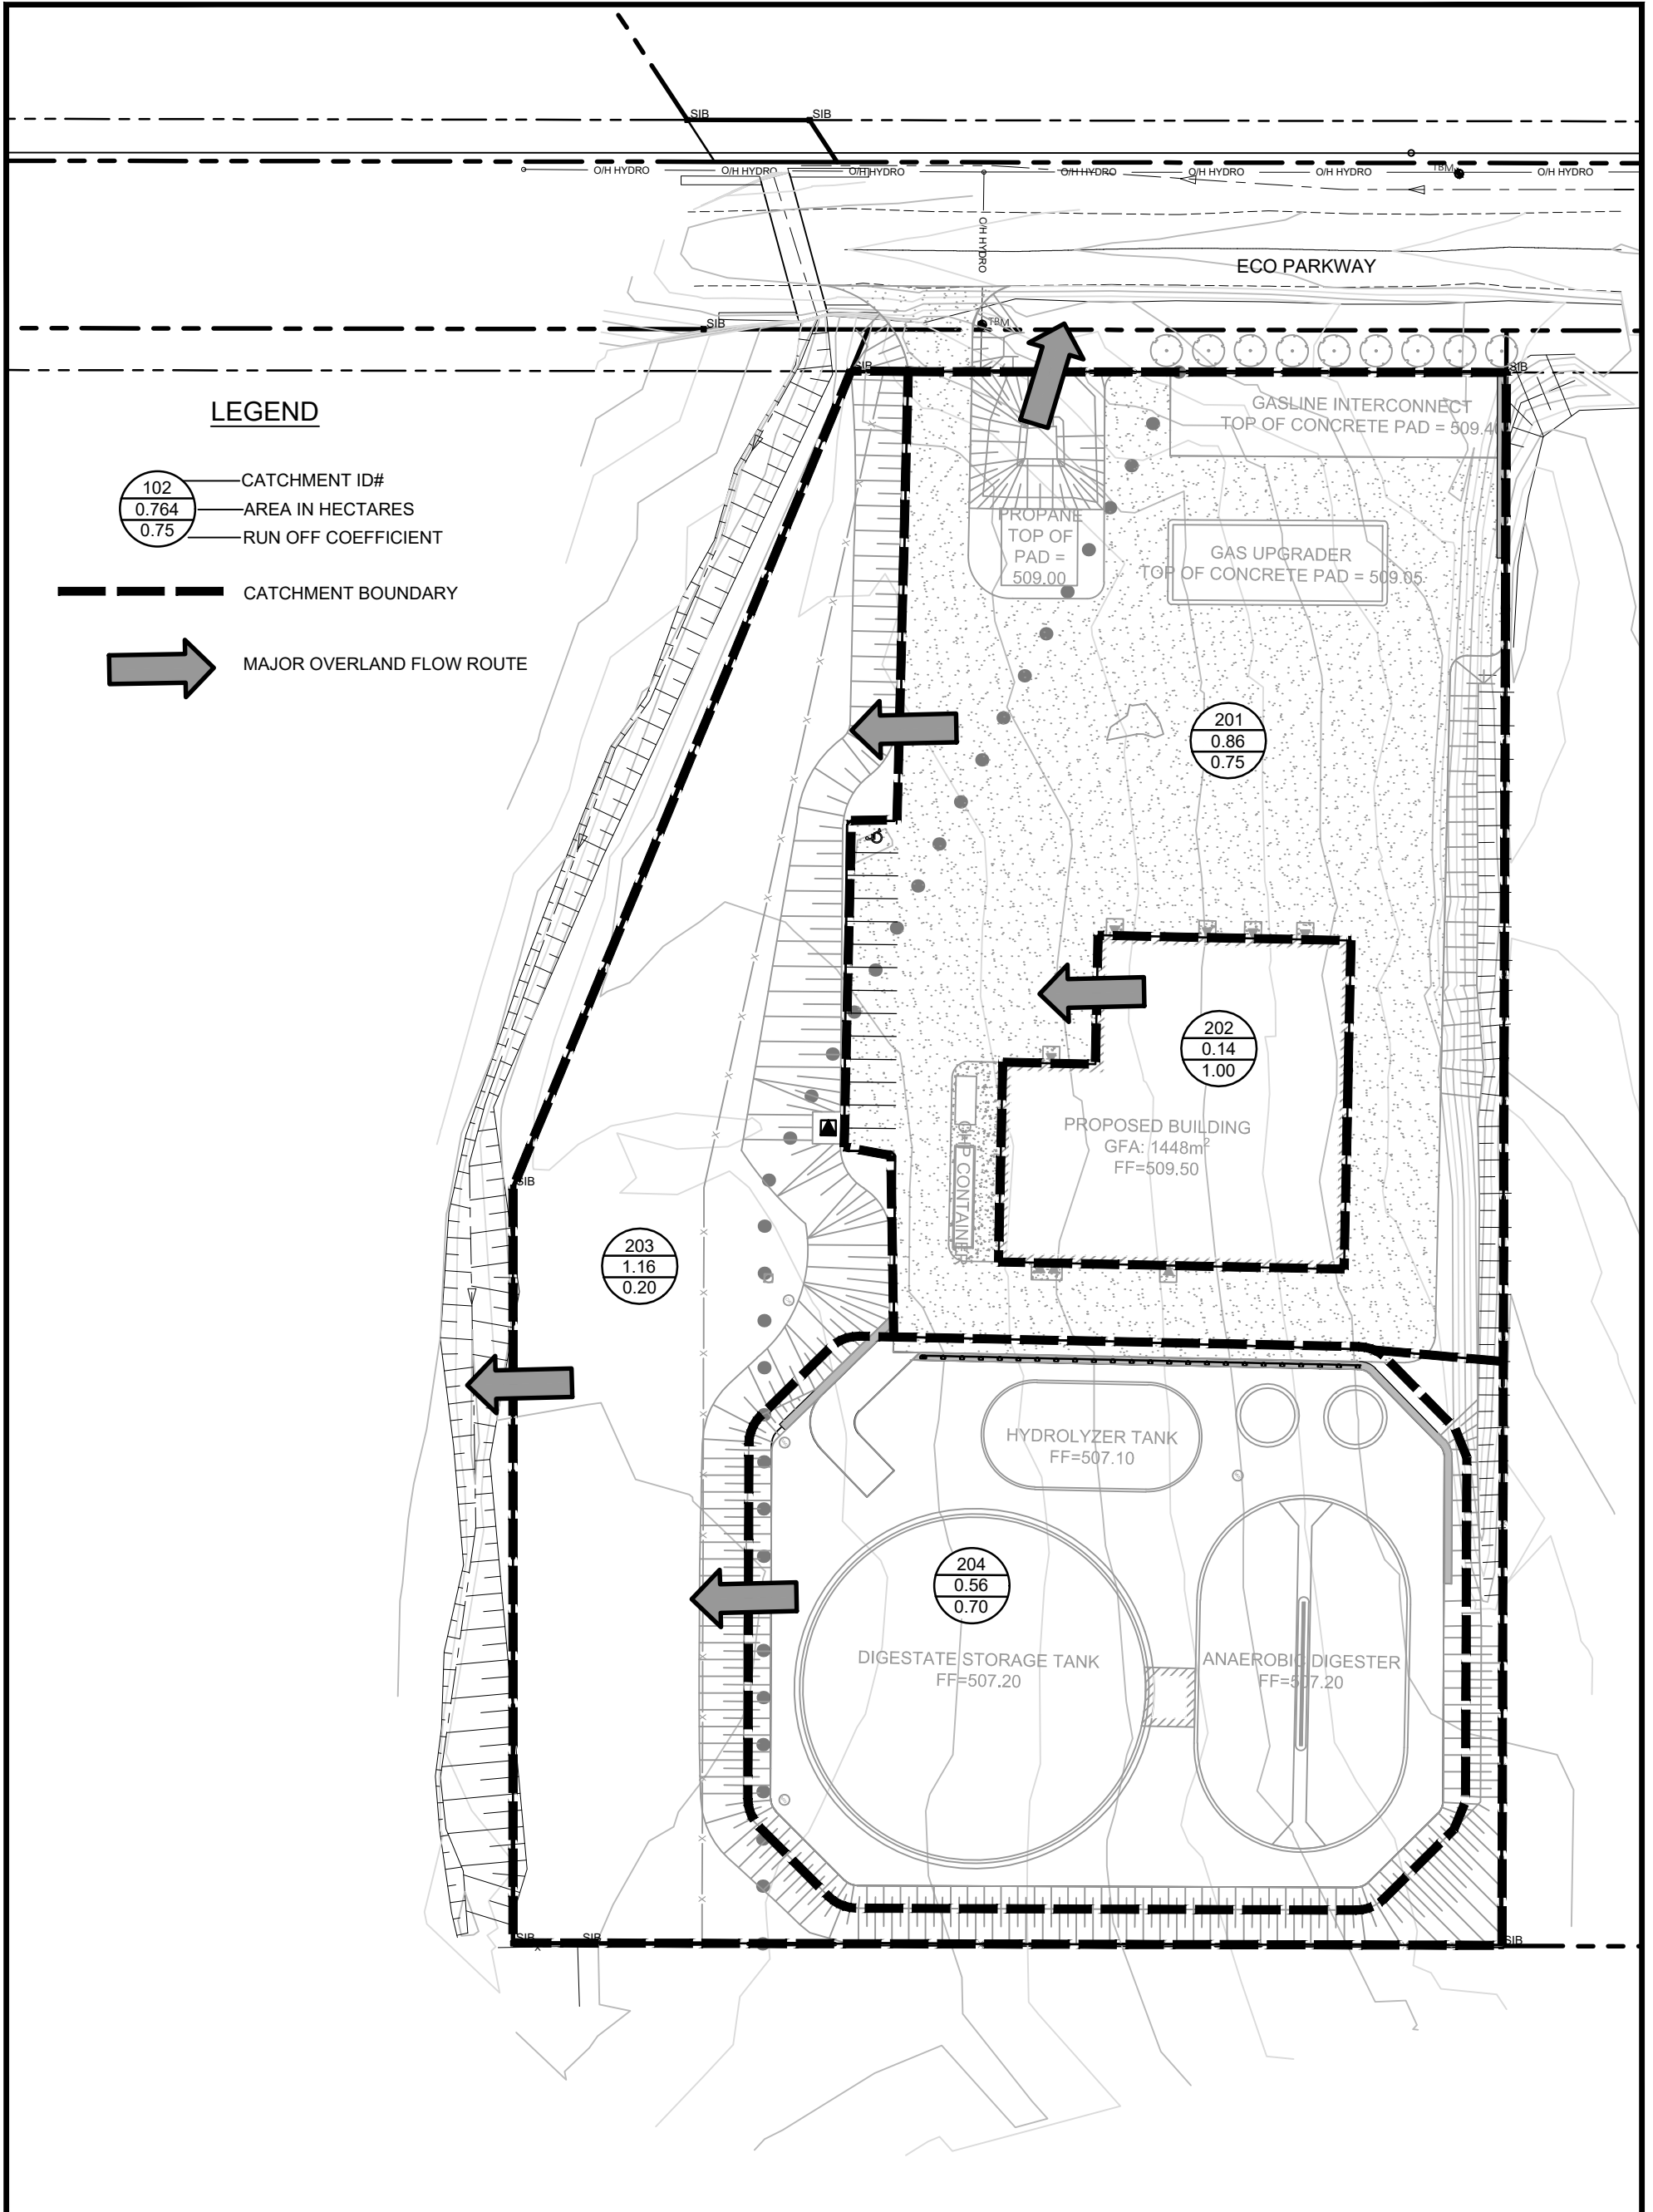 SIB
SIB
O/H HYDRO
O/H HYDRO
O/H HYDRO
O/H HYDRO
O/H HYDRO
O/H HYDRO
TBM
O/H HYDRO
O/H HYDRO
ECO PARKWAY
SIB
TBM
SIB
SIB
LEGEND
102
0.764
0.75
CATCHMENT ID#
AREA IN HECTARES
RUN OFF COEFFICIENT
CATCHMENT BOUNDARY
MAJOR OVERLAND FLOW ROUTE
GASLINE INTERCONNECT
TOP OF CONCRETE PAD = 509.4
PROPANE
TOP OF
PAD =
509.00
GAS UPGRADER
TOP OF CONCRETE PAD = 509.05
201
0.86
0.75
202
0.14
1.00
PROPOSED BUILDING
GFA: 1448m²
FF=509.50
CHP CONTAINER
SIB
203
1.16
0.20
HYDROLYZER TANK
FF=507.10
204
0.56
0.70
DIGESTATE STORAGE TANK
FF=507.20
ANAEROBIC DIGESTER
FF=507.20
SIB
SIB
SIB